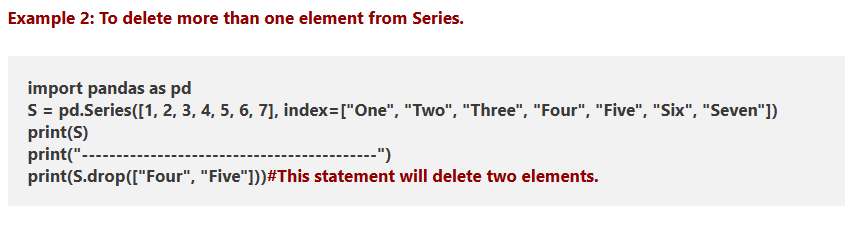 Example 2: To delete more than one element from Series.
import pandas as pd
S = pd.Series([1, 2, 3, 4, 5, 6, 7], index=["One", "Two", "Three", "Four", "Five", "Six", "Seven"])
print(S)
print("-------------------------------------------")
print(S.drop(["Four", "Five"]))#This statement will delete two elements.